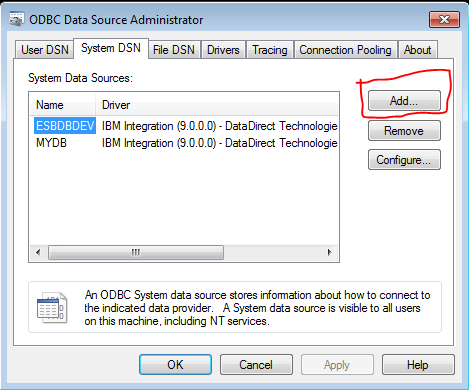 ODBC Data Source Administrator
User DSN System DSN File DSN Drivers Tracing Connection Pooling About
System Data Sources:
Name Driver
ESBDBDEV IBM Integration (9.0.0.0) - DataDirect Technologie
MYDB IBM Integration (9.0.0.0) - DataDirect Technologie
Add...
Remove
Configure...
An ODBC System data source stores information about how to connect to
the indicated data provider. A System data source is visible to all users
on this machine, including NT services.
OK Cancel Apply Help